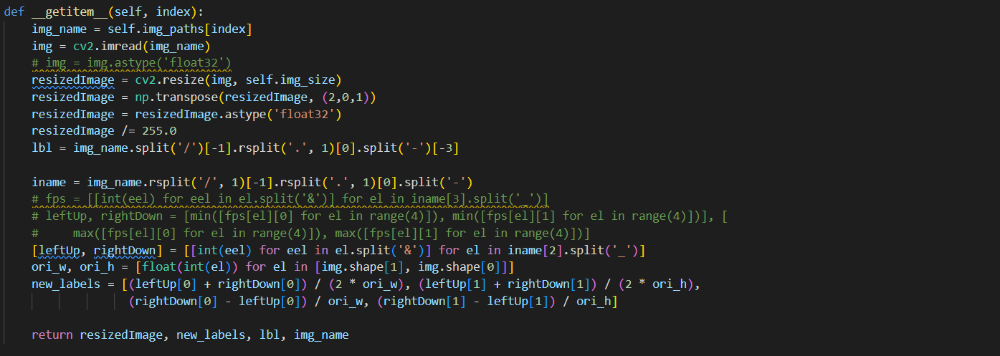 def __getitem__(self, index):
    img_name = self.img_paths[index]
    img = cv2.imread(img_name)
    # img = img.astype('float32')
    resizedImage = cv2.resize(img, self.img_size)
    resizedImage = np.transpose(resizedImage, (2,0,1))
    resizedImage = resizedImage.astype('float32')
    resizedImage /= 255.0
    lbl = img_name.split('/')[-1].rsplit('.', 1)[0].split('-')[-3]
    iname = img_name.rsplit('/', 1)[-1].rsplit('.', 1)[0].split('-')
    # fps = [[int(eel) for eel in el.split('&')] for el in iname[3].split('_')]
    # leftUp, rightDown = [min([fps[el][0] for el in range(4)]), min([fps[el][1] for el in range(4)])], [
    #     max([fps[el][0] for el in range(4)]), max([fps[el][1] for el in range(4)])]
    [leftUp, rightDown] = [[int(eel) for eel in el.split('&')] for el in iname[2].split('_')]
    ori_w, ori_h = [float(int(el)) for el in [img.shape[1], img.shape[0]]]
    new_labels = [(leftUp[0] + rightDown[0]) / (2 * ori_w), (leftUp[1] + rightDown[1]) / (2 * ori_h),
                  (rightDown[0] - leftUp[0]) / ori_w, (rightDown[1] - leftUp[1]) / ori_h]
    return resizedImage, new_labels, lbl, img_name